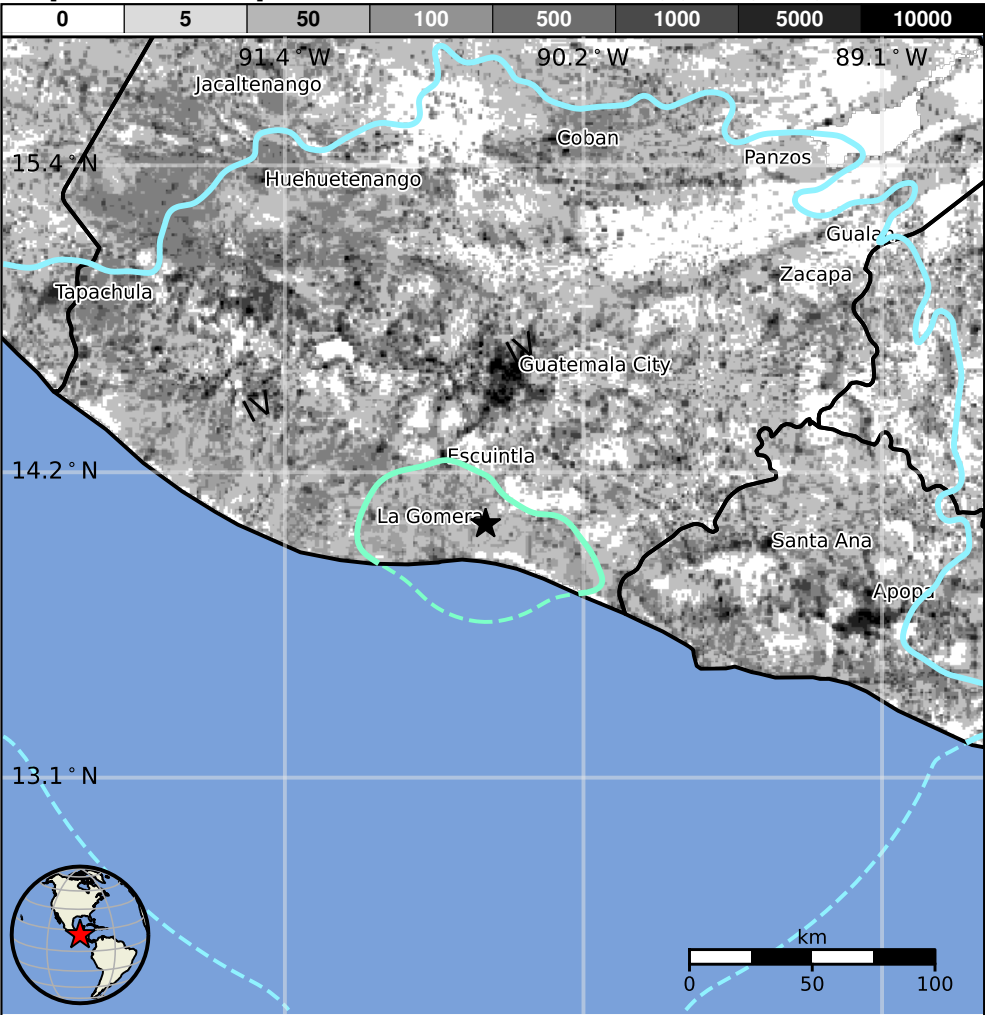 0 5 50 100 500 1000 5000 10000
91.4°W 90.2°W 89.1°W
Jacaltenango
Coban
15.4°N
Panzos
Huehuetenango
Gualan
Zacapa
Tapachula
IV
Guatemala City
IV
Escuintla
14.2°N
La Gomera
Santa Ana
Apopa
13.1°N
km
0 50 100